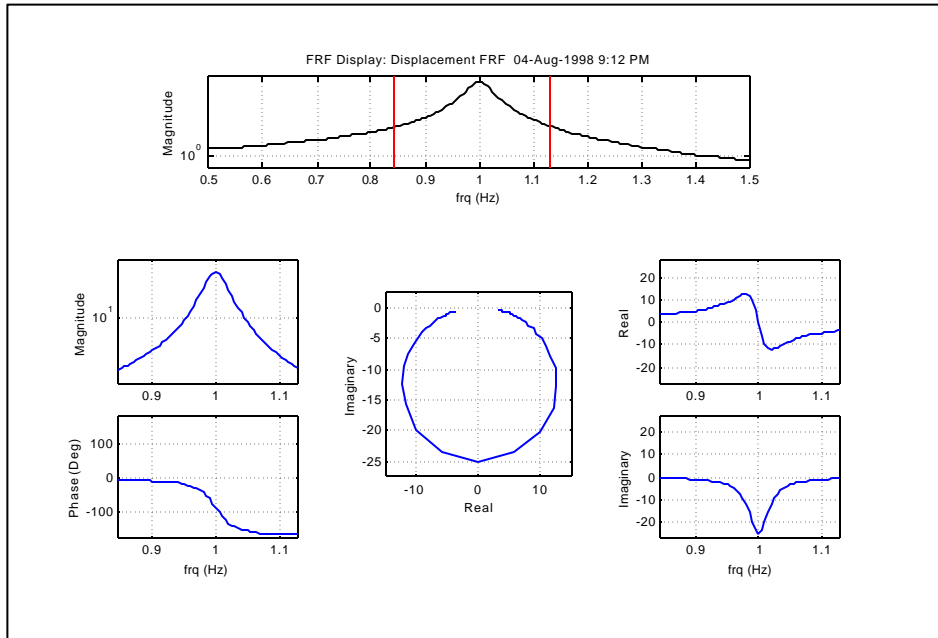 FRF Display: Displacement FRF 04-Aug-1998 9:12 PM
Magnitude
10^0
0.5 0.6 0.7 0.8 0.9 1 1.1 1.2 1.3 1.4 1.5
frq (Hz)
Magnitude
10^1
0.9 1 1.1
Phase (Deg)
100
0
-100
0.9 1 1.1
frq (Hz)
Imaginary
0
-5
-10
-15
-20
-25
-10 0 10
Real
Real
20
10
0
-10
-20
0.9 1 1.1
Imaginary
20
10
0
-10
-20
0.9 1 1.1
frq (Hz)